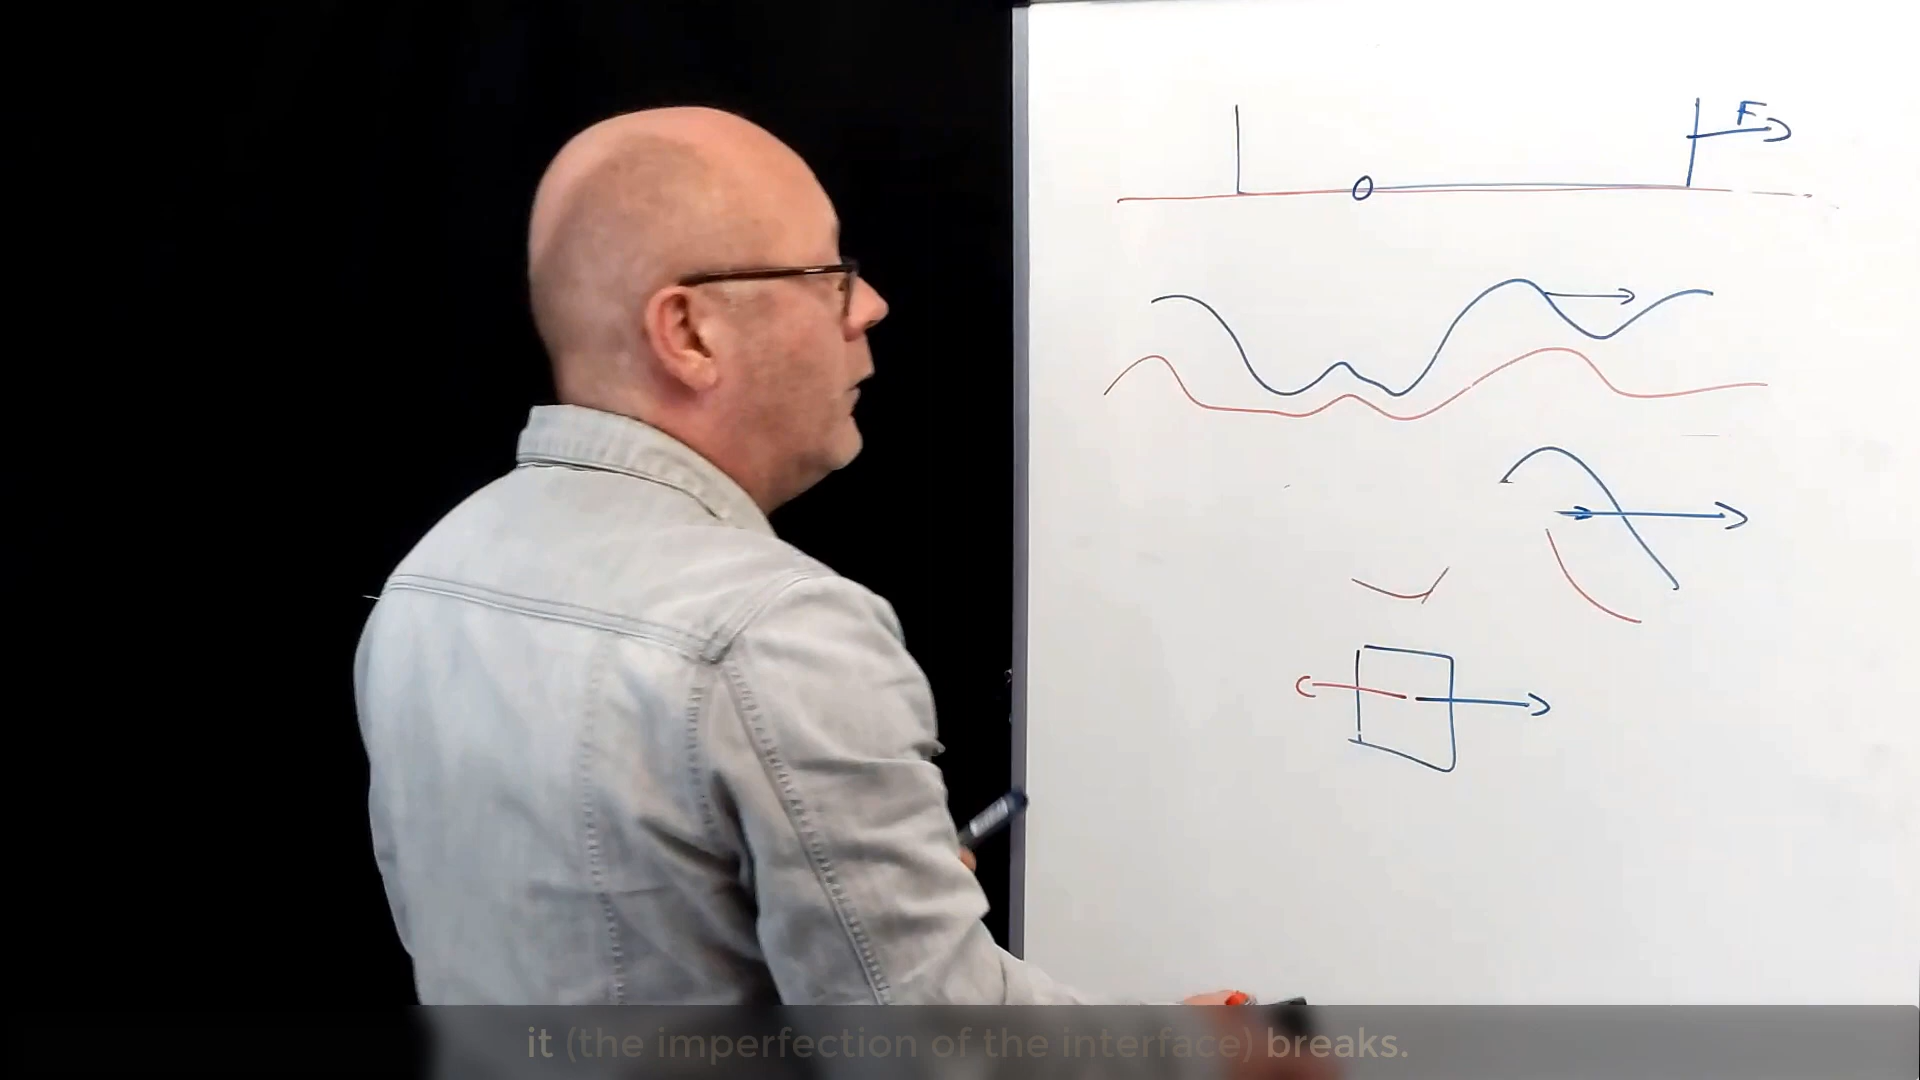 F
it (the imperfection of the interface) breaks.